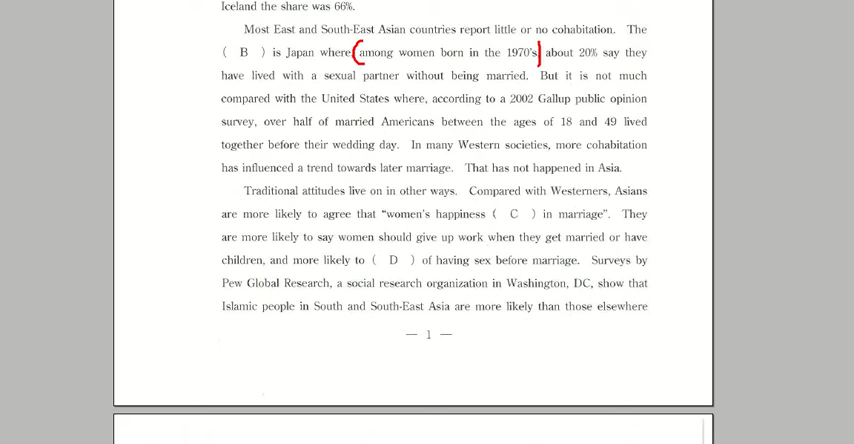 Iceland the share was 66%.
Most East and South-East Asian countries report little or no cohabitation. The
( B ) is Japan where, among women born in the 1970's, about 20% say they
have lived with a sexual partner without being married. But it is not much
compared with the United States where, according to a 2002 Gallup public opinion
survey, over half of married Americans between the ages of 18 and 49 lived
together before their wedding day. In many Western societies, more cohabitation
has influenced a trend towards later marriage. That has not happened in Asia.
Traditional attitudes live on in other ways. Compared with Westerners, Asians
are more likely to agree that “women's happiness ( C ) in marriage”. They
are more likely to say women should give up work when they get married or have
children, and more likely to ( D ) of having sex before marriage. Surveys by
Pew Global Research, a social research organization in Washington, DC, show that
Islamic people in South and South-East Asia are more likely than those elsewhere
— 1 —